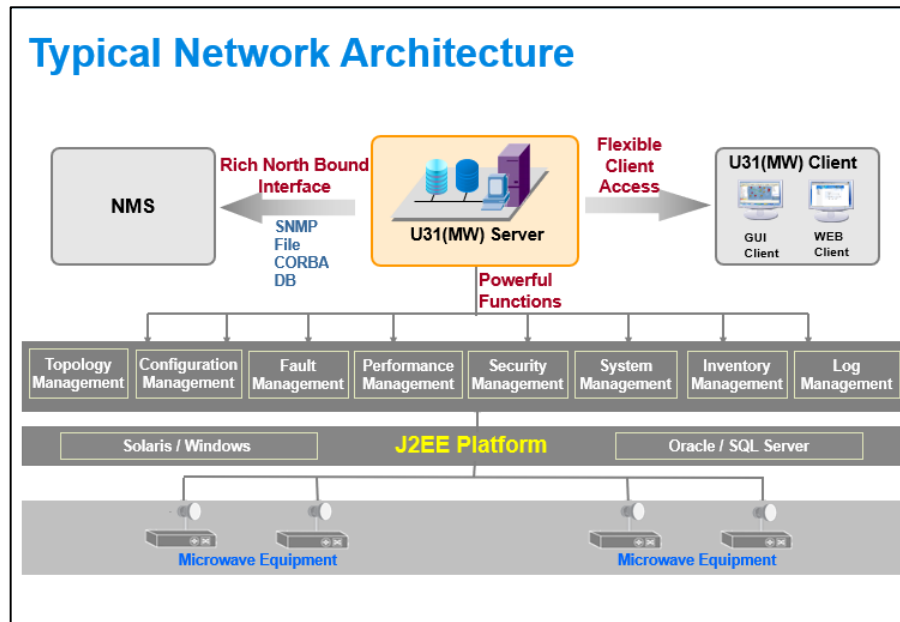 Typical Network Architecture
NMS
Rich North Bound
Interface
SNMP
File
CORBA
DB
U31(MW) Server
Flexible
Client
Access
U31(MW) Client
GUI
Client
WEB
Client
Powerful
Functions
Topology
Management
Configuration
Management
Fault
Management
Performance
Management
Security
Management
System
Management
Inventory
Management
Log
Management
Solaris / Windows
J2EE Platform
Oracle / SQL Server
Microwave Equipment
Microwave Equipment